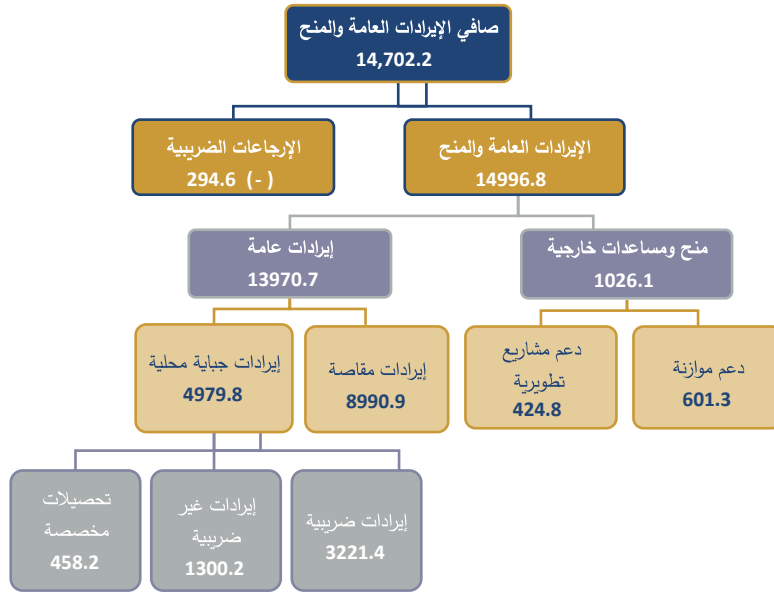 صافي الإيرادات العامة والمنح
14,702.2
الإيرادات العامة والمنح
14996.8
الإرجاعات الضريبية
294.6 (-)
منح ومساعدات خارجية
1026.1
إيرادات عامة
13970.7
دعم موازنة
601.3
دعم مشاريع
تطويرية
424.8
إيرادات مقاصة
8990.9
إيرادات جباية محلية
4979.8
إيرادات ضريبية
3221.4
إيرادات غير
ضريبية
1300.2
تحصيلات
مخصصة
458.2